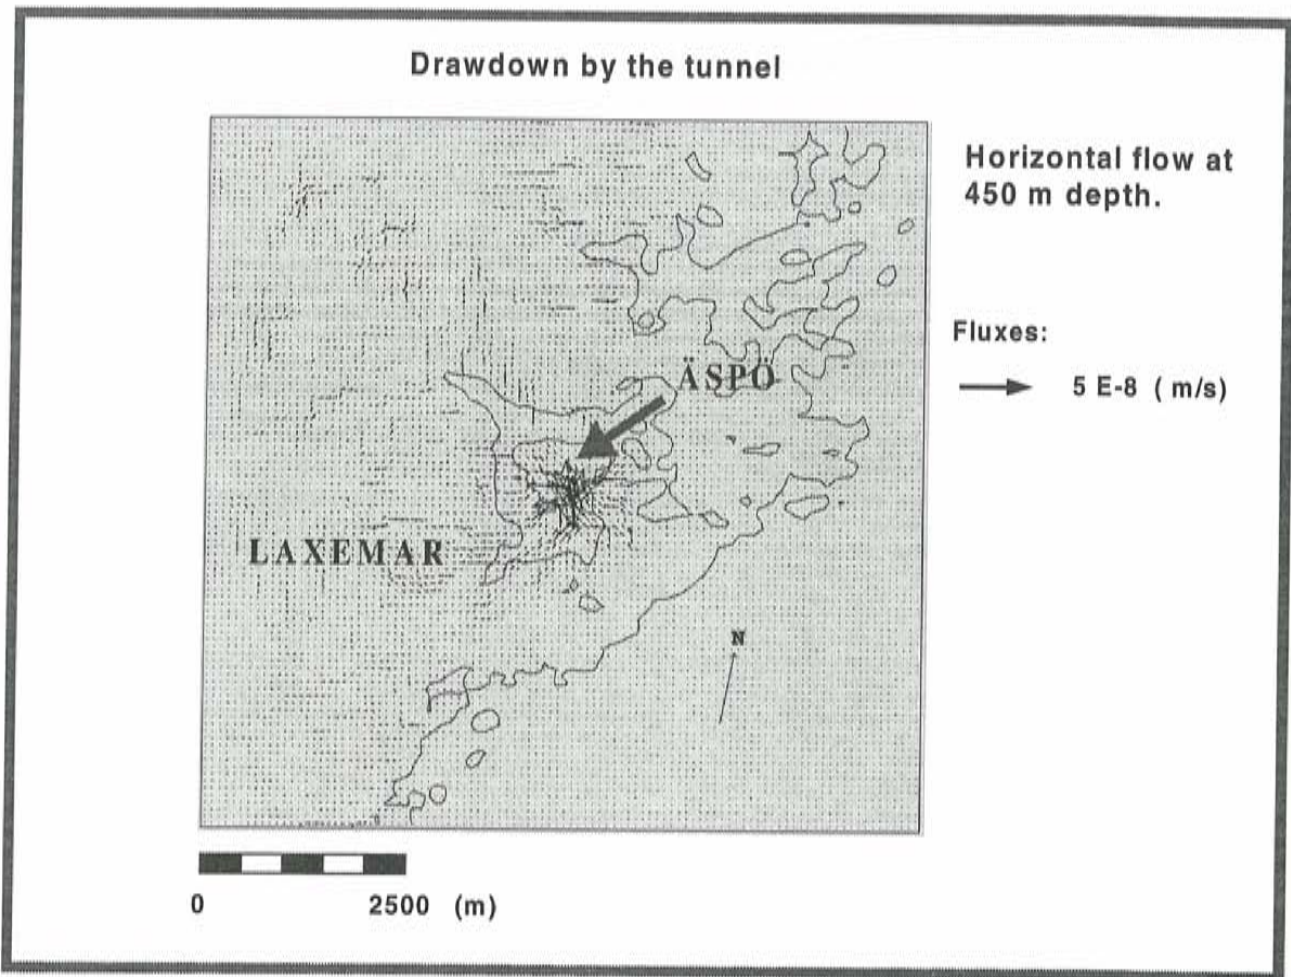 Drawdown by the tunnel
Horizontal flow at
450 m depth.
Fluxes:
5 E-8 ( m/s)
ÄSPÖ
LAXEMAR
N
0 2500 (m)